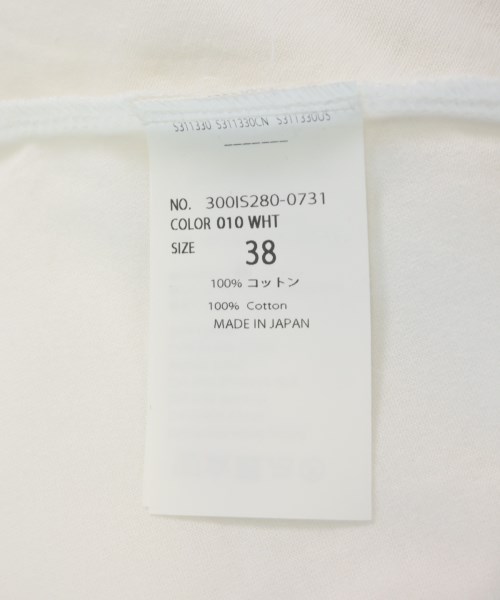 S311330 S311330CN S311330US
-------
NO. 300IS280-0731
COLOR 010 WHT
SIZE 38
100% コットン
100% Cotton
MADE IN JAPAN